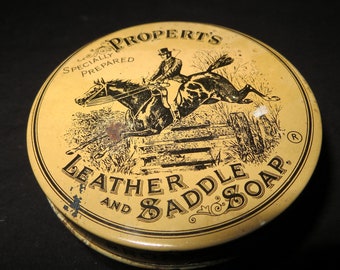 PROPERT'S
SPECIALLY
PREPARED
LEATHER
AND SADDLE
SOAP.
®